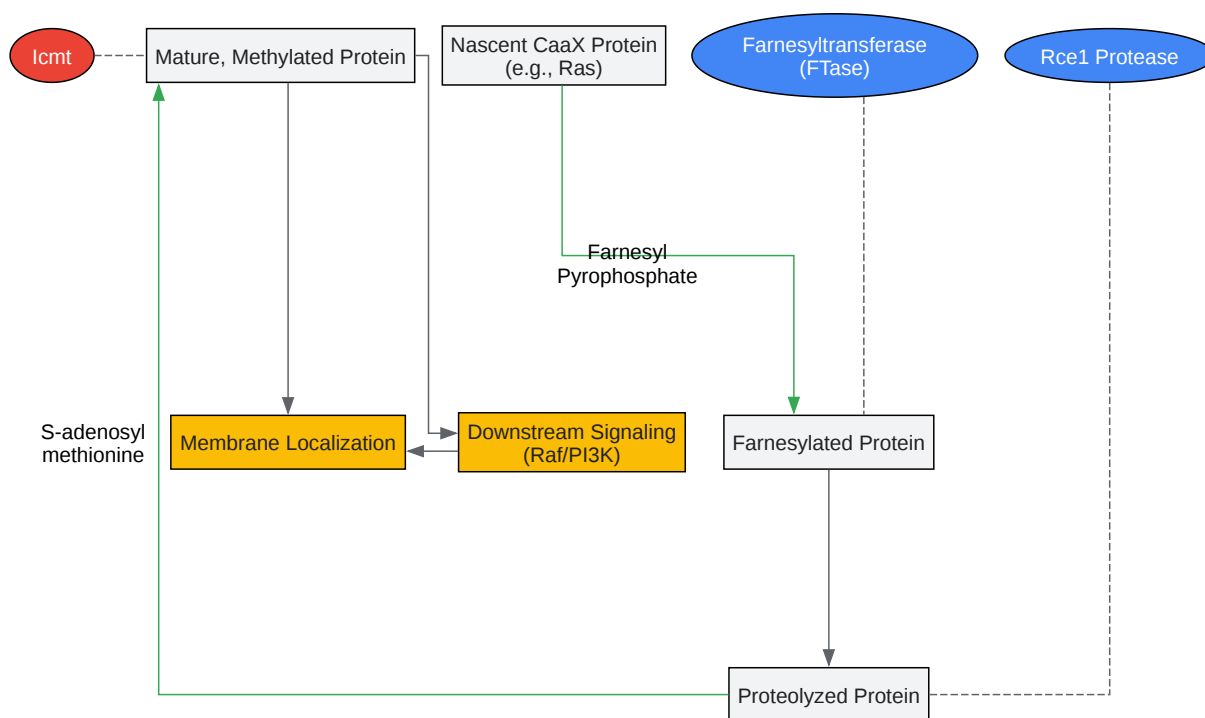 Icmt
Mature, Methylated Protein
Nascent CaaX Protein
(e.g., Ras)
Farnesyltransferase
(FTase)
Rce1 Protease
Farnesyl
Pyrophosphate
S-adenosyl
methionine
Membrane Localization
Downstream Signaling
(Raf/PI3K)
Farnesylated Protein
Proteolyzed Protein